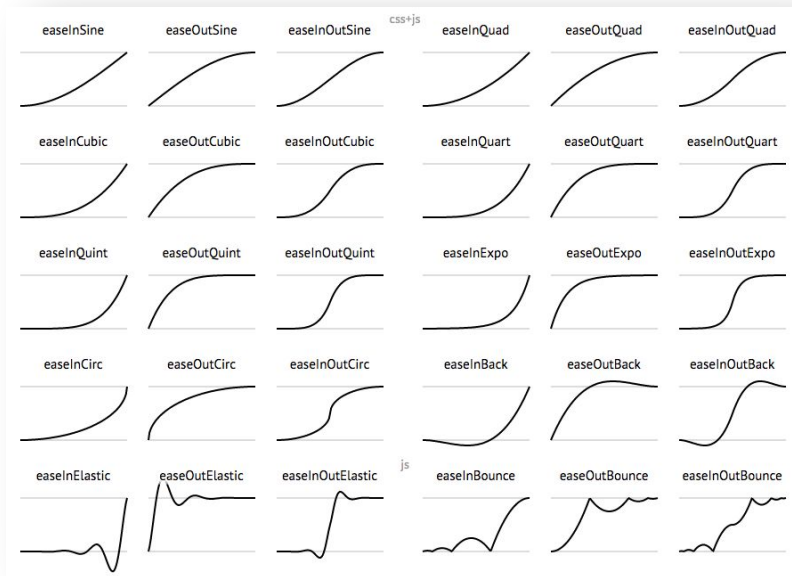 css+js
easeInSine easeOutSine easeInOutSine easeInQuad easeOutQuad easeInOutQuad
easeInCubic easeOutCubic easeInOutCubic easeInQuart easeOutQuart easeInOutQuart
easeInQuint easeOutQuint easeInOutQuint easeInExpo easeOutExpo easeInOutExpo
easeInCirc easeOutCirc easeInOutCirc easeInBack easeOutBack easeInOutBack
js
easeInElastic easeOutElastic easeInOutElastic easeInBounce easeOutBounce easeInOutBounce